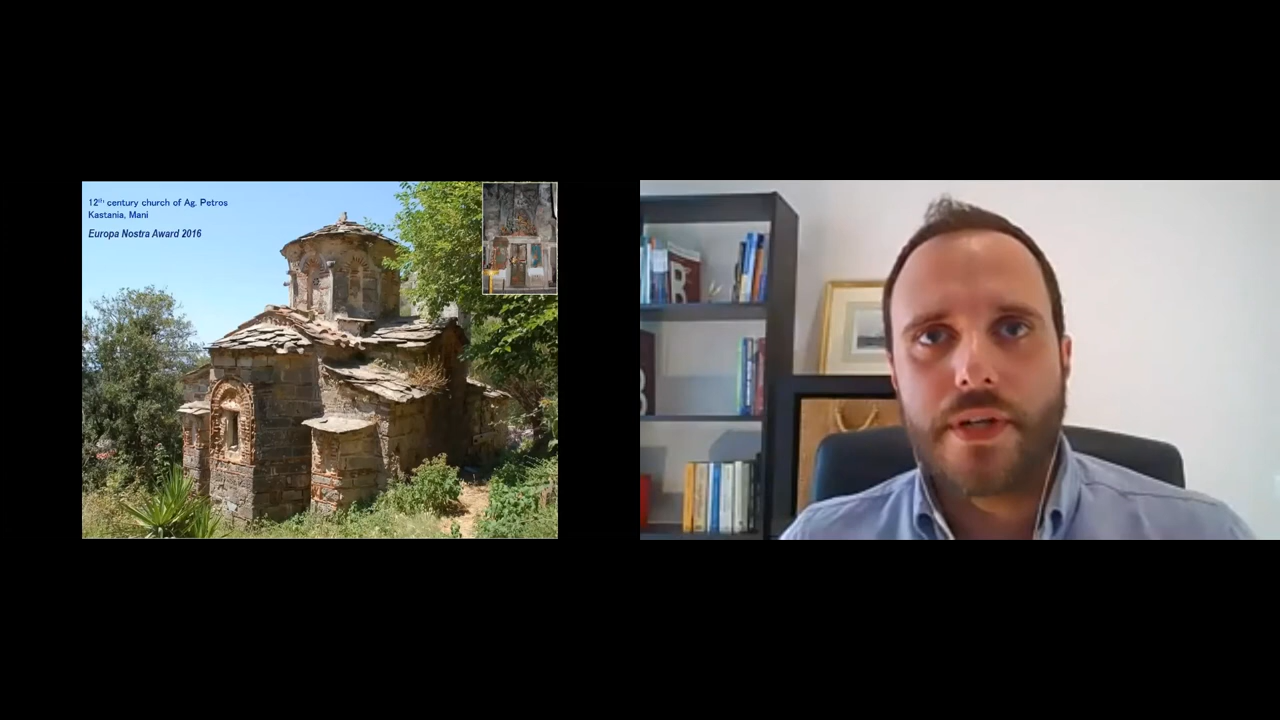 12th century church of Ag. Petros
Kastania, Mani
Europa Nostra Award 2016
B